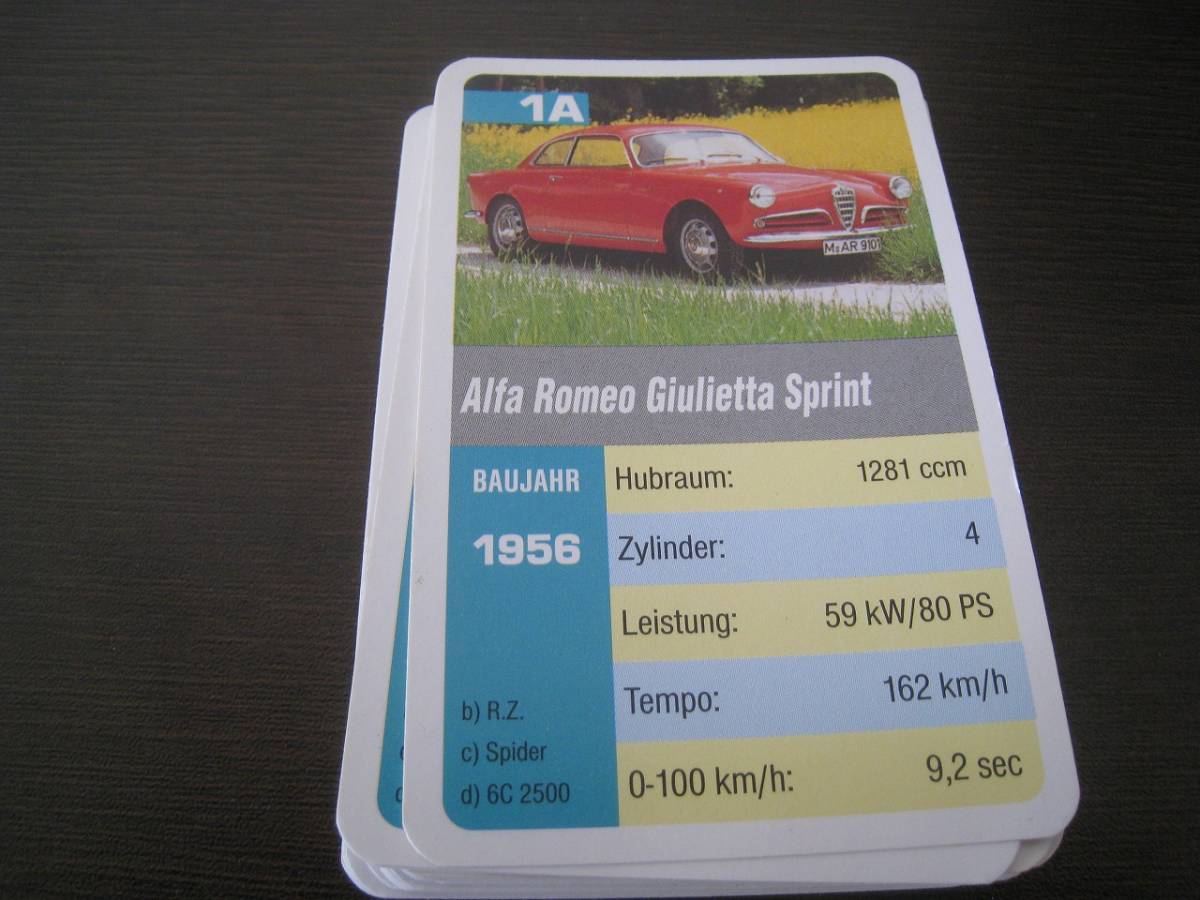 1A
M AR 9101
Alfa Romeo Giulietta Sprint
BAUJAHR
1956
Hubraum: 1281 ccm
Zylinder: 4
Leistung: 59 kW/80 PS
Tempo: 162 km/h
0-100 km/h: 9,2 sec
b) R.Z.
c) Spider
d) 6C 2500